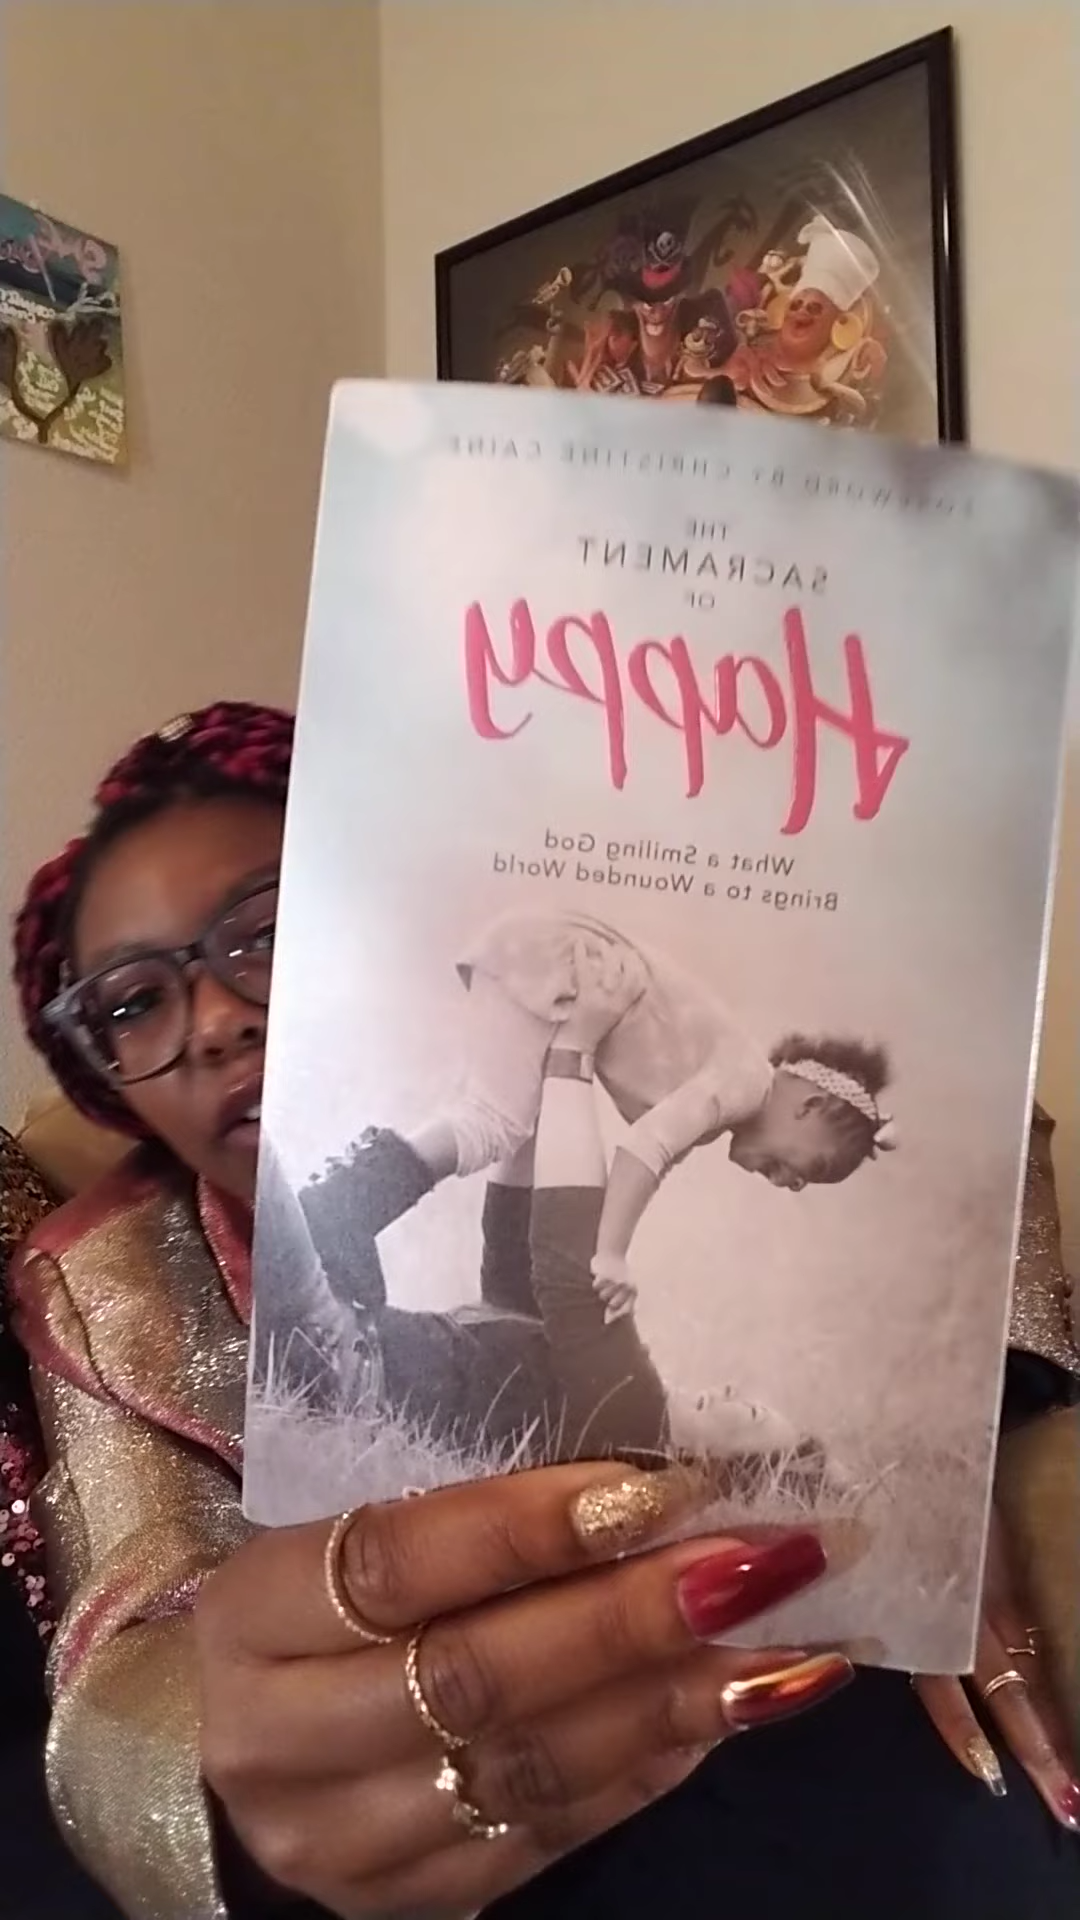 FOREWORD BY CHRISTINE CAINE
THE
SACRAMENT
OF
Happy
What a Smiling God
Brings to a Wounded World